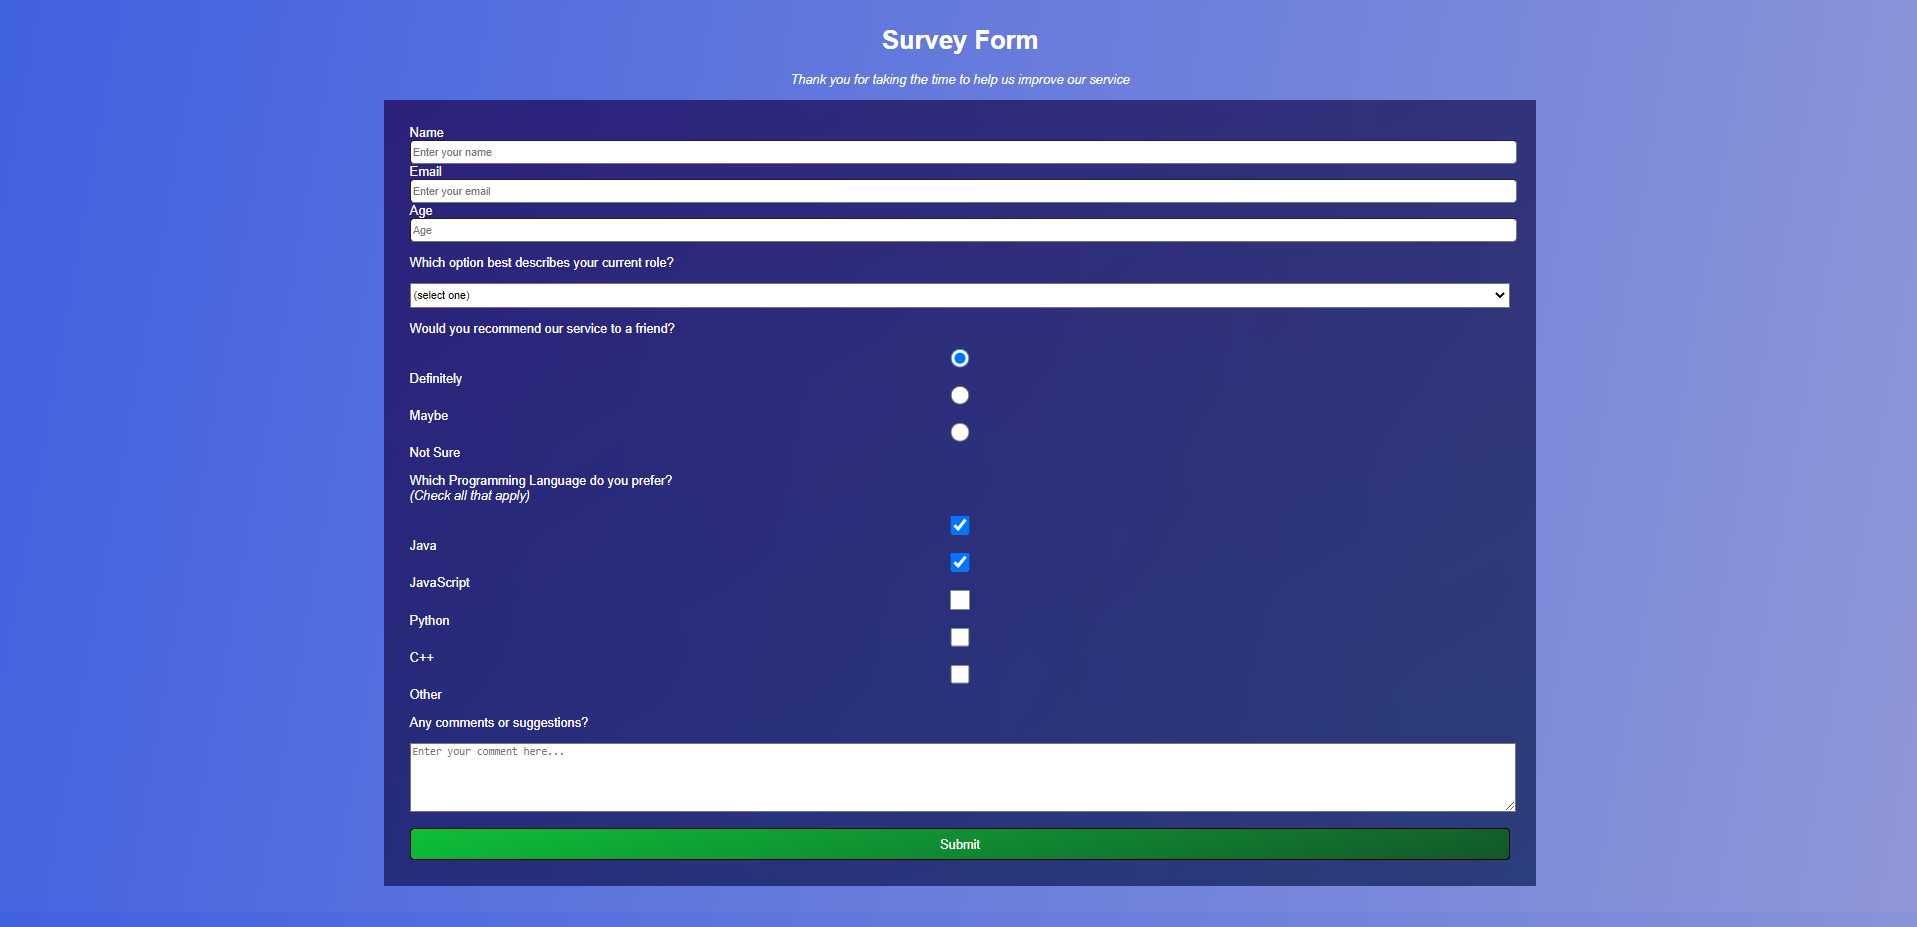 Survey Form
Thank you for taking the time to help us improve our service
Name
Enter your name
Email
Enter your email
Age
Age
Which option best describes your current role?
(select one)
Would you recommend our service to a friend?
Definitely
Maybe
Not Sure
Which Programming Language do you prefer?
(Check all that apply)
Java
JavaScript
Python
C++
Other
Any comments or suggestions?
Enter your comment here...
Submit